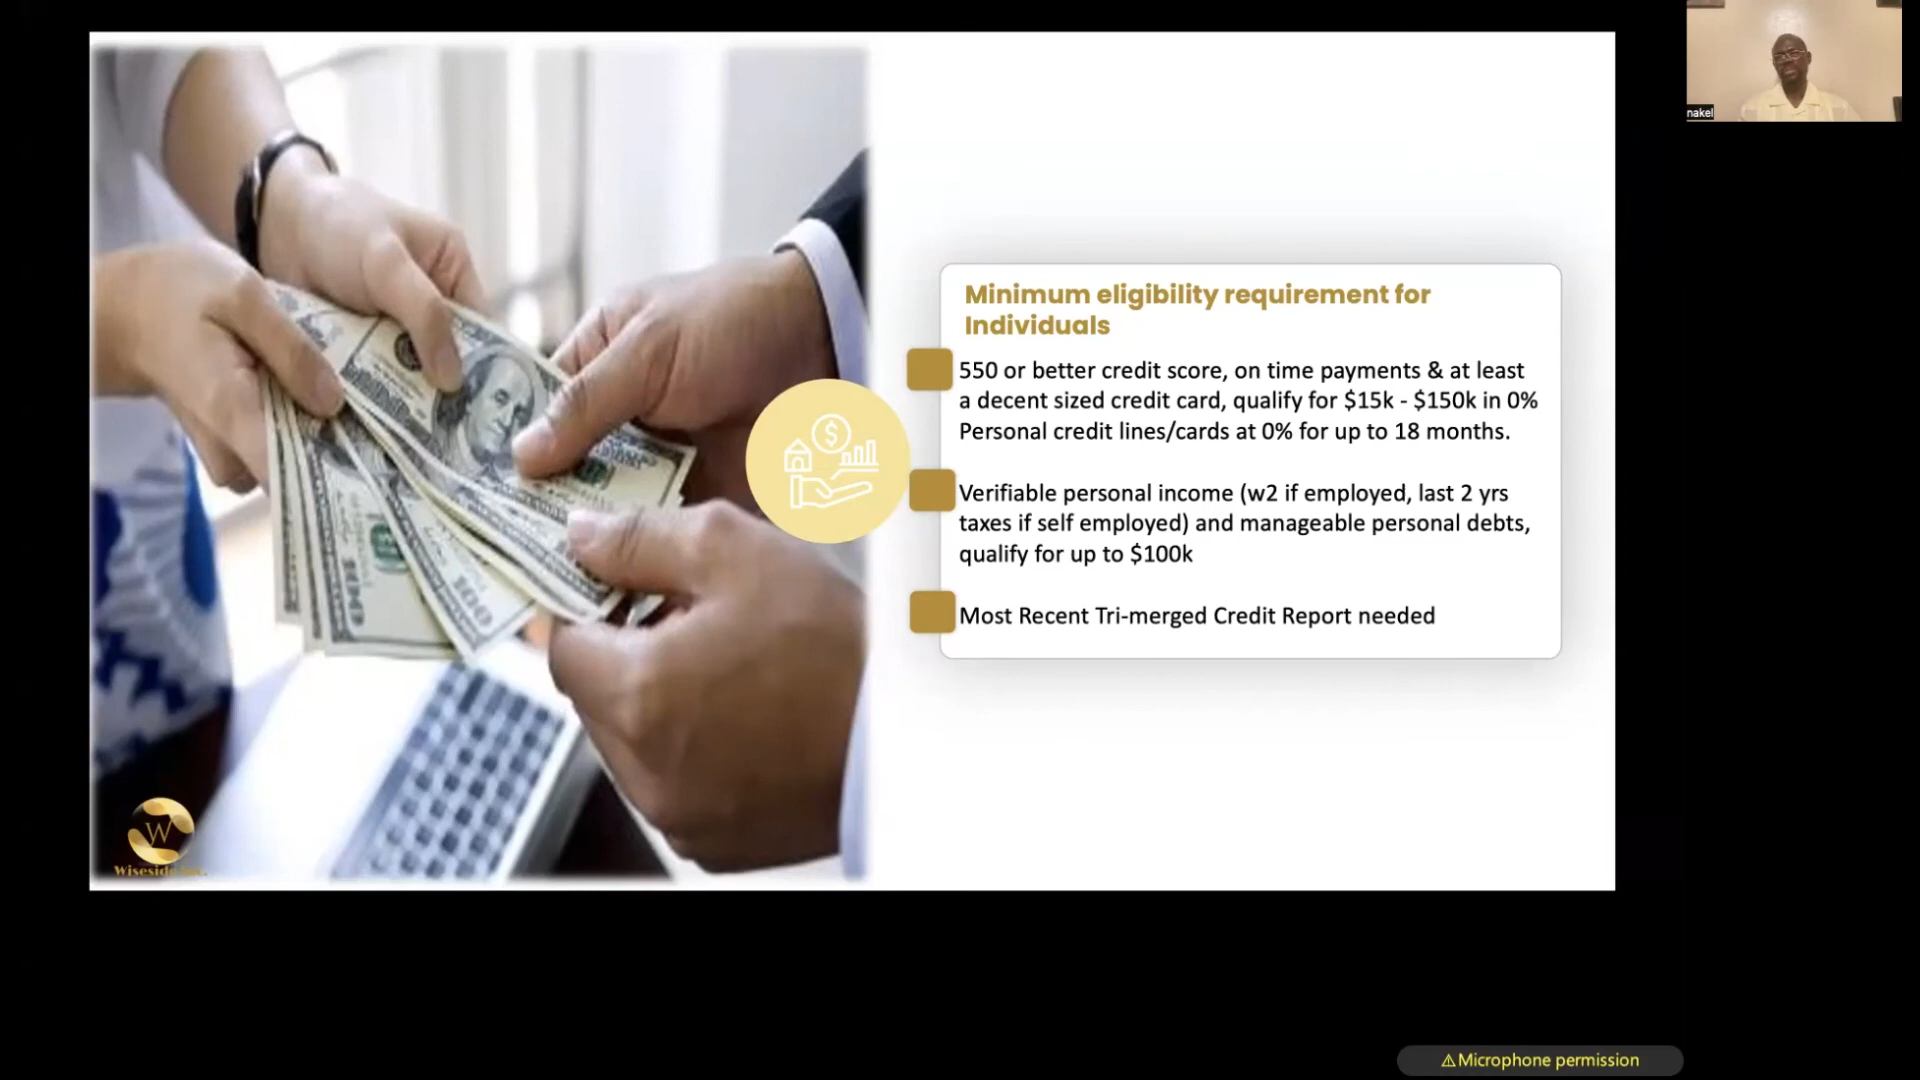 nakel
Minimum eligibility requirement for
Individuals
550 or better credit score, on time payments & at least
a decent sized credit card, qualify for $15k - $150k in 0%
Personal credit lines/cards at 0% for up to 18 months.
Verifiable personal income (w2 if employed, last 2 yrs
taxes if self employed) and manageable personal debts,
qualify for up to $100k
Most Recent Tri-merged Credit Report needed
$
100
100
W
Microphone permission